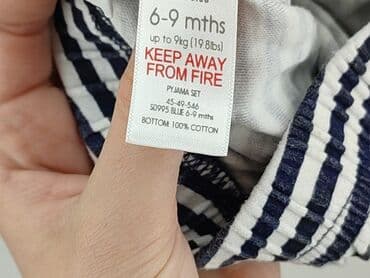 6-9 mths
up to 9kg (19.8lbs)
KEEP AWAY
FROM FIRE
PYJAMA SET
45-49-546
S0995 BLUE 6-9 mths
BOTTOM: 100% COTTON